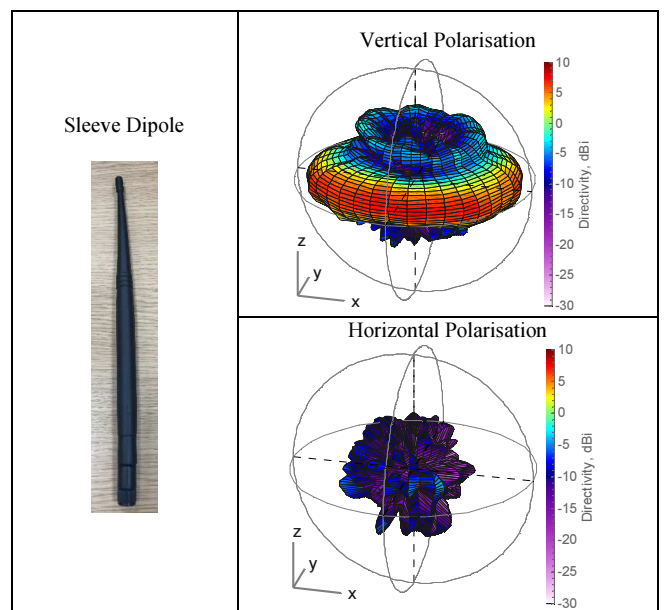 Sleeve Dipole
Vertical Polarisation
10
5
0
-5
-10
-15
-20
-25
-30
Directivity, dBi
z
y
x
Horizontal Polarisation
10
5
0
-5
-10
-15
-20
-25
-30
Directivity, dBi
z
y
x